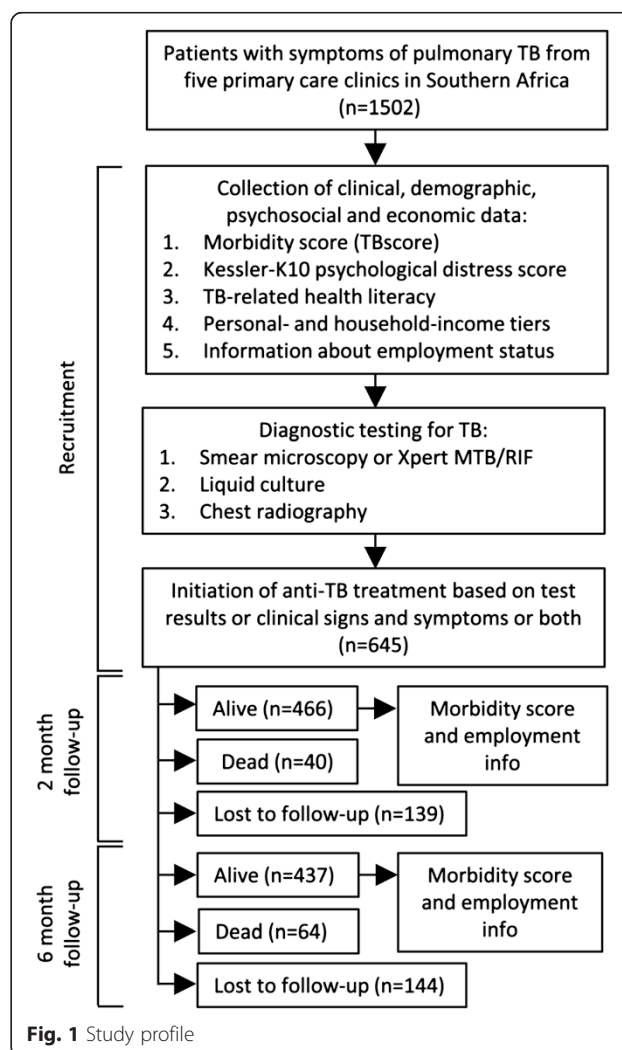 Patients with symptoms of pulmonary TB from
five primary care clinics in Southern Africa
(n=1502)
Recruitment
Collection of clinical, demographic,
psychosocial and economic data:
1. Morbidity score (TBscore)
2. Kessler-K10 psychological distress score
3. TB-related health literacy
4. Personal- and household-income tiers
5. Information about employment status
Diagnostic testing for TB:
1. Smear microscopy or Xpert MTB/RIF
2. Liquid culture
3. Chest radiography
Initiation of anti-TB treatment based on test
results or clinical signs and symptoms or both
(n=645)
2 month
follow-up
Alive (n=466)
Morbidity score
and employment
info
Dead (n=40)
Lost to follow-up (n=139)
6 month
follow-up
Alive (n=437)
Morbidity score
and employment
info
Dead (n=64)
Lost to follow-up (n=144)
Fig. 1 Study profile